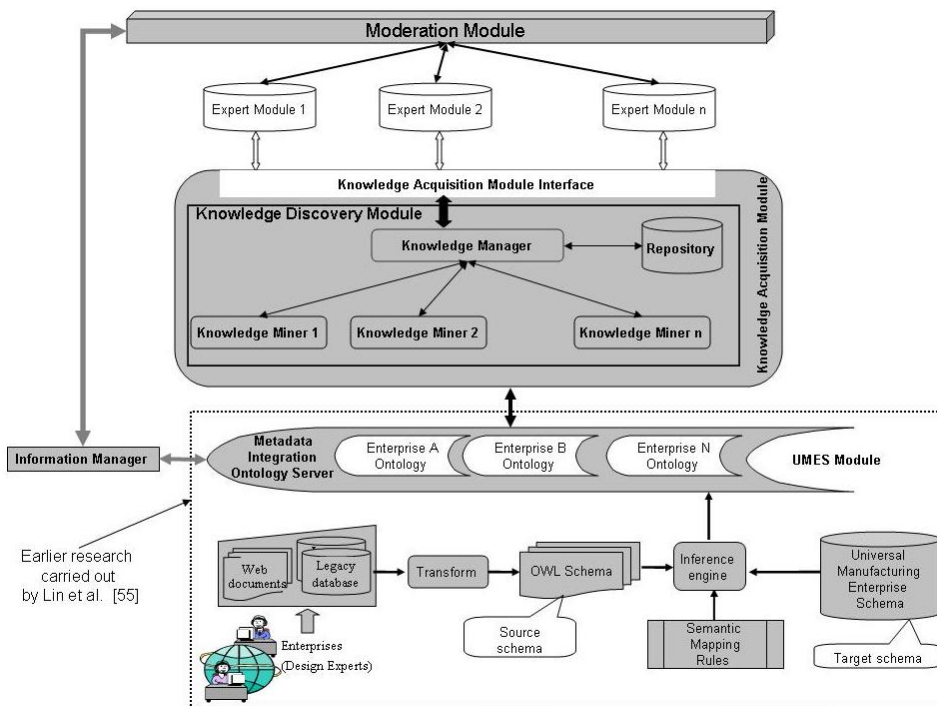 Moderation Module
Expert Module 1
Expert Module 2
Expert Module n
Knowledge Acquisition Module Interface
Knowledge Discovery Module
Knowledge Manager
Repository
Knowledge Acquisition Module
Knowledge Miner 1
Knowledge Miner 2
Knowledge Miner n
Information Manager
Metadata
Integration
Ontology Server
Enterprise A
Ontology
Enterprise B
Ontology
Enterprise N
Ontology
UMES Module
Earlier research
carried out
by Lin et al. [55]
Web
documents
Legacy
database
Transform
OWL Schema
Inference
engine
Universal
Manufacturing
Enterprise
Schema
Enterprises
(Design Experts)
Source
schema
Semantic
Mapping
Rules
Target schema